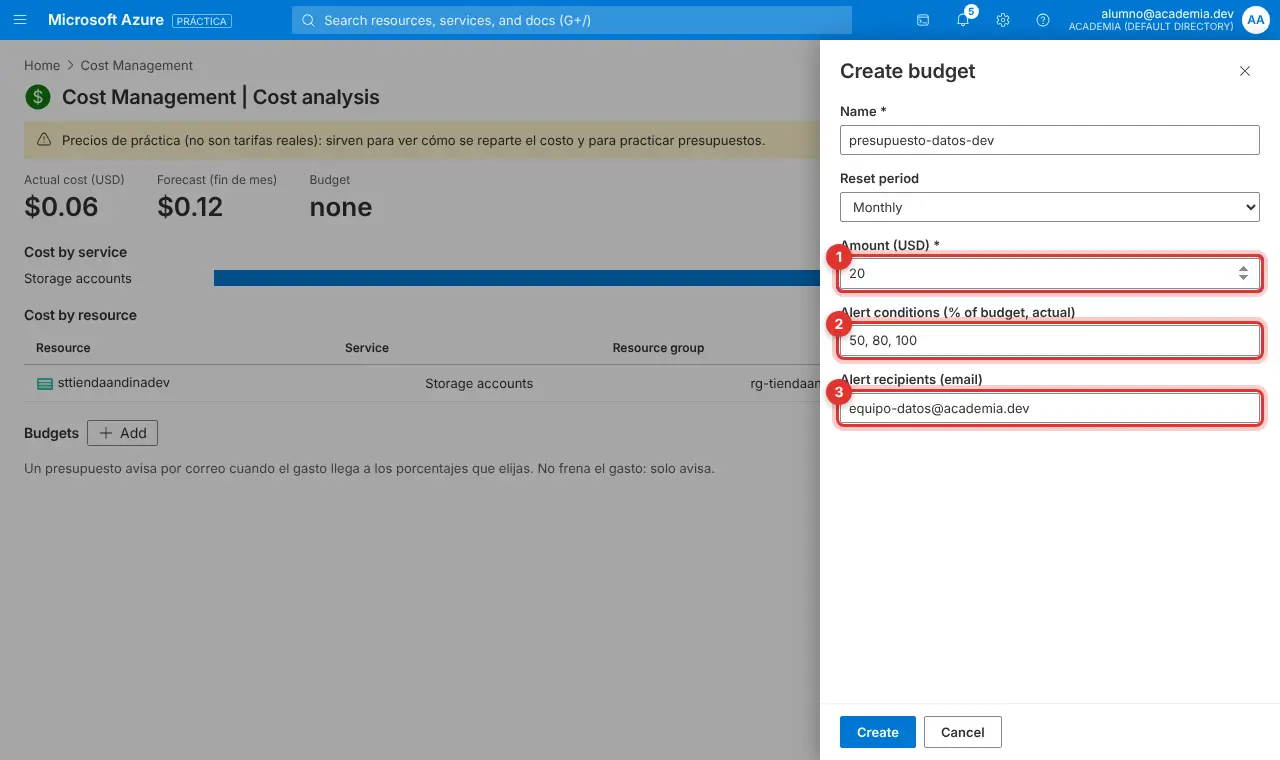 Microsoft Azure PRÁCTICA
Search resources, services, and docs (G+/)
5
alumno@academia.dev
ACADEMIA (DEFAULT DIRECTORY)
AA
Home > Cost Management
$ Cost Management | Cost analysis
Precios de práctica (no son tarifas reales): sirven para ver cómo se reparte el costo y para practicar presupuestos.
Actual cost (USD) Forecast (fin de mes) Budget
$0.06 $0.12 none
Cost by service
Storage accounts
Cost by resource
Resource Service Resource group
sttiendaandinadev Storage accounts rg-tiendaan
Budgets + Add
Un presupuesto avisa por correo cuando el gasto llega a los porcentajes que elijas. No frena el gasto: solo avisa.
Create budget
Name *
presupuesto-datos-dev
Reset period
Monthly
Amount (USD) *
1
20
Alert conditions (% of budget, actual)
2
50, 80, 100
Alert recipients (email)
3
equipo-datos@academia.dev
Create Cancel